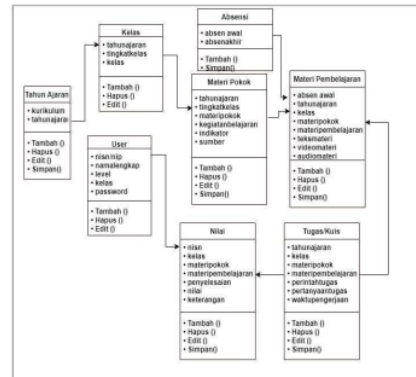 Absensi
• absen awal
• absenakhir
• Tambah ()
• Simpan()
Kelas
• tahunajaran
• tingkatkelas
• kelas
• Tambah ()
• Hapus ()
• Edit ()
Tahun Ajaran
• kurikulum
• tahunajarai
• Tambah ()
• Hapus ()
• Edit ()
• Simpan()
Materi Pokok
• tahunajaran
• tingkatkelas
• materipokok
• kegiatanbelajaran
• indikator
• sumber
• Tambah ()
• Hapus ()
• Edit ()
• Simpan()
Materi Pembelajaran
• absen awal
• tahunajaran
• kelas
• materipokok
• materipembelajaran
• teksmateri
• videomateri
• audiomateri
• Tambah ()
• Hapus ()
• Edit ()
• Simpan()
User
• nisn/nip
• namalengkap
• level
• kelas
• password
• Tambah ()
• Hapus ()
• Edit ()
Nilai
• nisn
• kelas
• materipokok
• materipembelajaran
• penyelesaian
• nilai
• keterangan
• Tambah ()
• Hapus ()
• Edit ()
• Simpan()
Tugas/Kuis
• tahunajaran
• kelas
• materipokok
• materipembelajaran
• perintahtugas
• pertanyaantugas
• waktupengerjaan
• Tambah ()
• Hapus ()
• Edit ()
• Simpan()